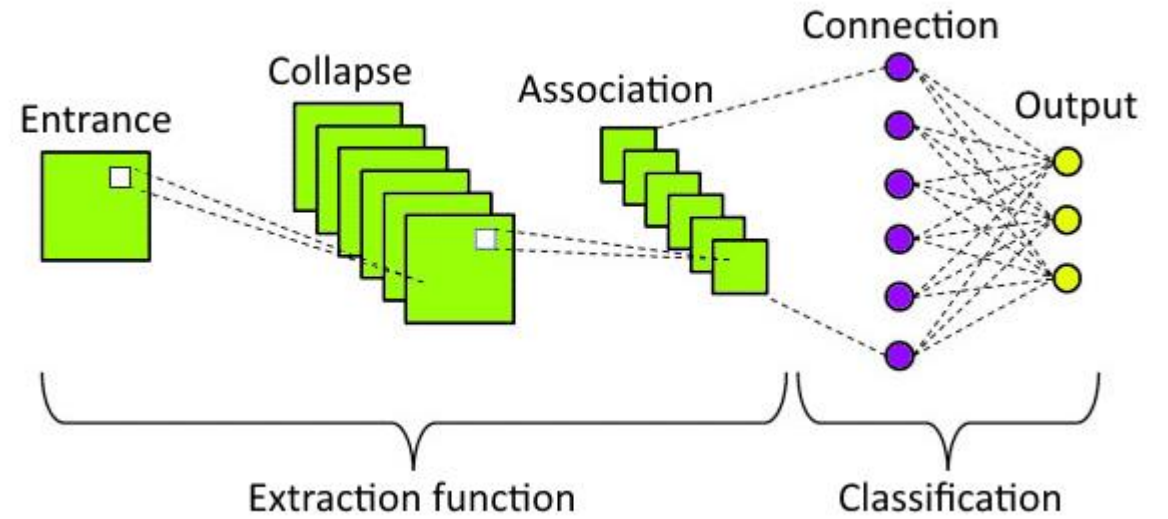 Entrance
Collapse
Association
Connection
Output
Extraction function
Classification